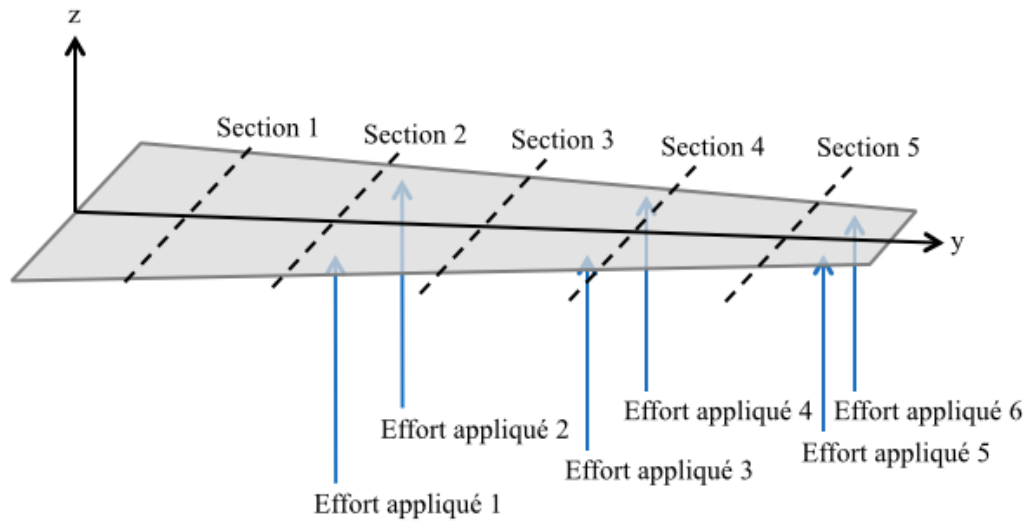 z
Section 1
Section 2
Section 3
Section 4
Section 5
y
Effort appliqué 4
Effort appliqué 6
Effort appliqué 2
Effort appliqué 5
Effort appliqué 3
Effort appliqué 1